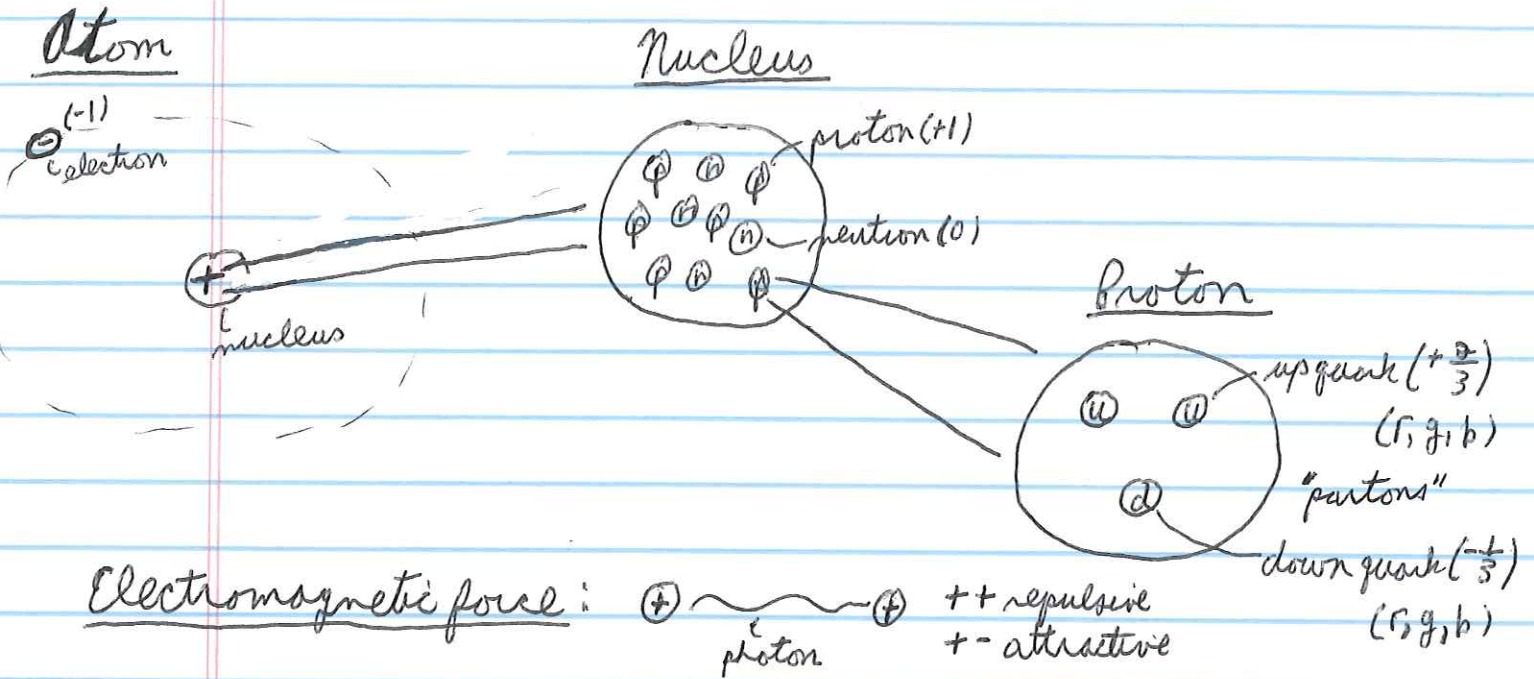 Atom
(-1)
-
electron
+
nucleus
Nucleus
proton (+1)
p n p
p n p n
neutron (0)
p n p
Proton
u u
up quark (+2/3)
(r, g, b)
"partons"
d
down quark (-1/3)
(r, g, b)
Electromagnetic force: + + ++ repulsive
photon +- attractive